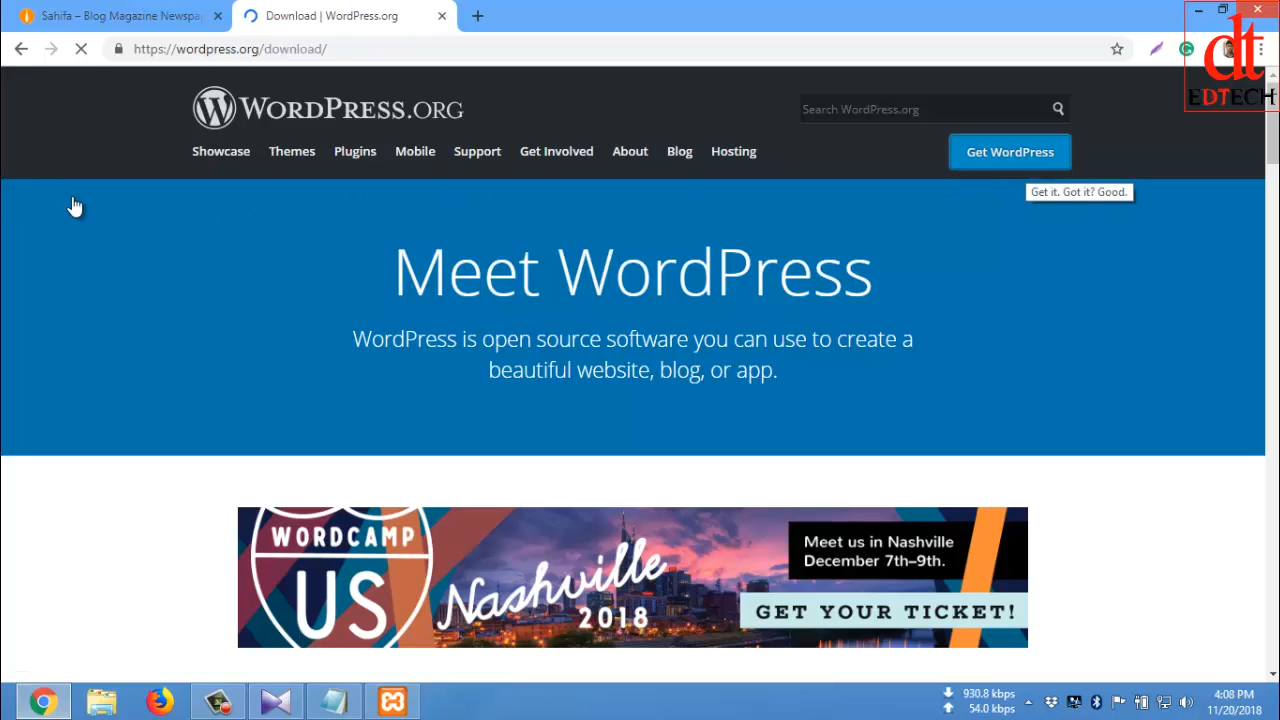 Sahifa – Blog Magazine Newspa
Download | WordPress.org
https://wordpress.org/download/
dt
EDTECH
WORDPRESS.ORG
Search WordPress.org
Showcase Themes Plugins Mobile Support Get Involved About Blog Hosting
Get WordPress
Get it. Got it? Good.
Meet WordPress
WordPress is open source software you can use to create a
beautiful website, blog, or app.
WORDCAMP
US
Nashville
2018
Meet us in Nashville
December 7th–9th.
GET YOUR TICKET!
930.8 kbps
54.0 kbps
4:08 PM
11/20/2018